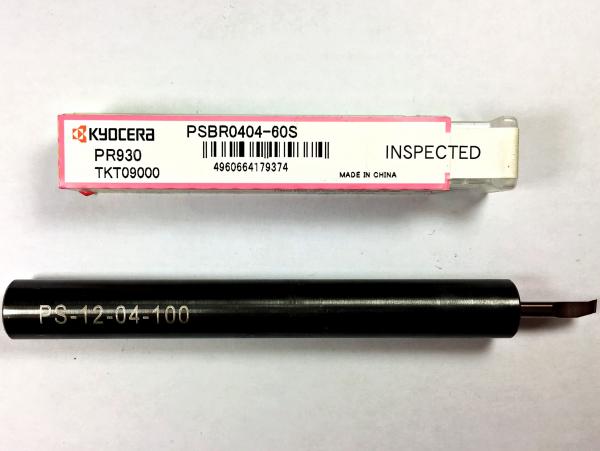 KYOCERA
PSBR0404-60S
PR930
TKT09000
4960664179374
MADE IN CHINA
INSPECTED
PS-12-04-100